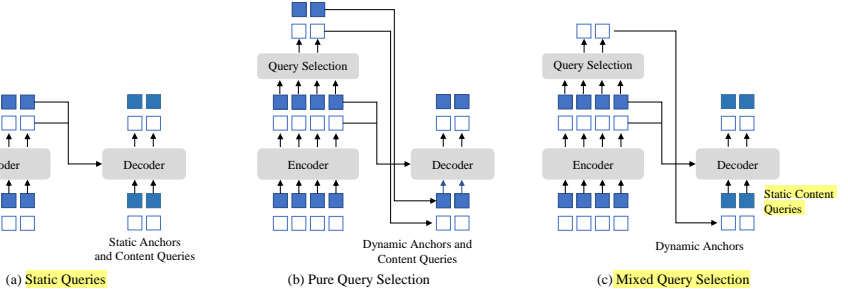 Query Selection
Query Selection
oder
Decoder
Encoder
Decoder
Encoder
Decoder
Static Content
Queries
Static Anchors
and Content Queries
Dynamic Anchors and
Content Queries
Dynamic Anchors
(a) Static Queries
(b) Pure Query Selection
(c) Mixed Query Selection